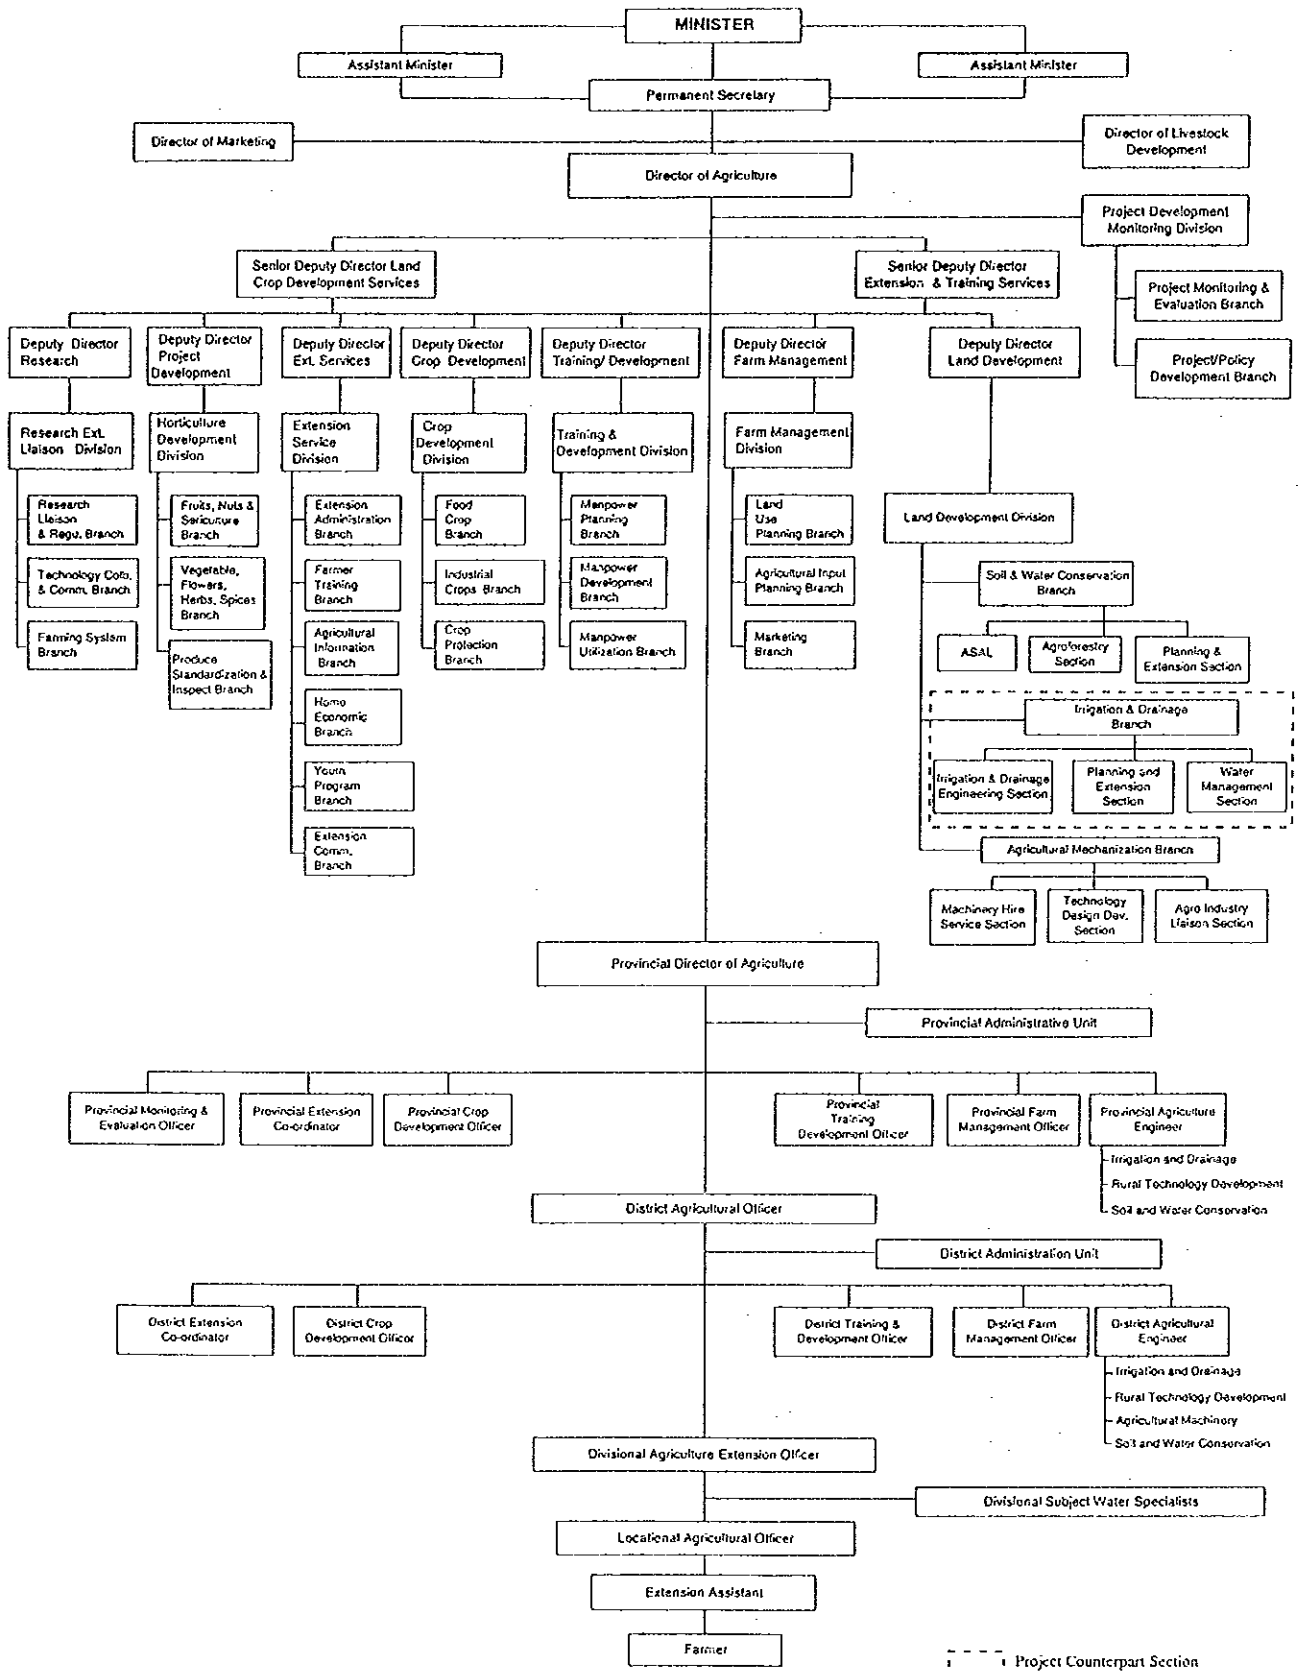 MINISTER
Assistant Minister
Assistant Minister
Permanent Secretary
Director of Marketing
Director of Livestock
Development
Director of Agriculture
Project Development
Monitoring Division
Senior Deputy Director Land
Crop Development Services
Senior Deputy Director
Extension & Training Services
Project Monitoring &
Evaluation Branch
Project/Policy
Development Branch
Deputy Director
Research
Deputy Director
Project
Development
Deputy Director
Ext. Services
Deputy Director
Crop Development
Deputy Director
Training/ Development
Deputy Director
Farm Management
Deputy Director
Land Development
Research Ext.
Liaison Division
Horticulture
Development
Division
Extension
Service
Division
Crop
Development
Division
Training &
Development Division
Farm Management
Division
Land Development Division
Research
Liaison
& Regu. Branch
Technology Colb.
& Comm. Branch
Farming System
Branch
Fruits, Nuts &
Sericulture
Branch
Vegetable,
Flowers,
Herbs, Spices
Branch
Produce
Standardization &
Inspect Branch
Extension
Administration
Branch
Farmer
Training
Branch
Agricultural
Information
Branch
Home
Economic
Branch
Youth
Program
Branch
Extension
Comm.
Branch
Food
Crop
Branch
Industrial
Crops Branch
Crop
Protection
Branch
Manpower
Planning
Branch
Manpower
Development
Branch
Manpower
Utilization Branch
Land
Use
Planning Branch
Agricultural Input
Planning Branch
Marketing
Branch
Soil & Water Conservation
Branch
ASAL
Agroforestry
Section
Planning &
Extension Section
Irrigation & Drainage
Branch
Irrigation & Drainage
Engineering Section
Planning and
Extension
Section
Water
Management
Section
Agricultural Mechanization Branch
Machinery Hire
Service Section
Technology
Design Dev.
Section
Agro Industry
Liaison Section
Provincial Director of Agriculture
Provincial Administrative Unit
Provincial Monitoring &
Evaluation Officer
Provincial Extension
Co-ordinator
Provincial Crop
Development Officer
Provincial
Training
Development Officer
Provincial Farm
Management Officer
Provincial Agriculture
Engineer
Irrigation and Drainage
Rural Technology Development
Soil and Water Conservation
District Agricultural Officer
District Administration Unit
District Extension
Co-ordinator
District Crop
Development Officer
District Training &
Development Officer
District Farm
Management Officer
District Agricultural
Engineer
Irrigation and Drainage
Rural Technology Development
Agricultural Machinery
Soil and Water Conservation
Divisional Agriculture Extension Officer
Divisional Subject Water Specialists
Locational Agricultural Officer
Extension Assistant
Farmer
Project Counterpart Section